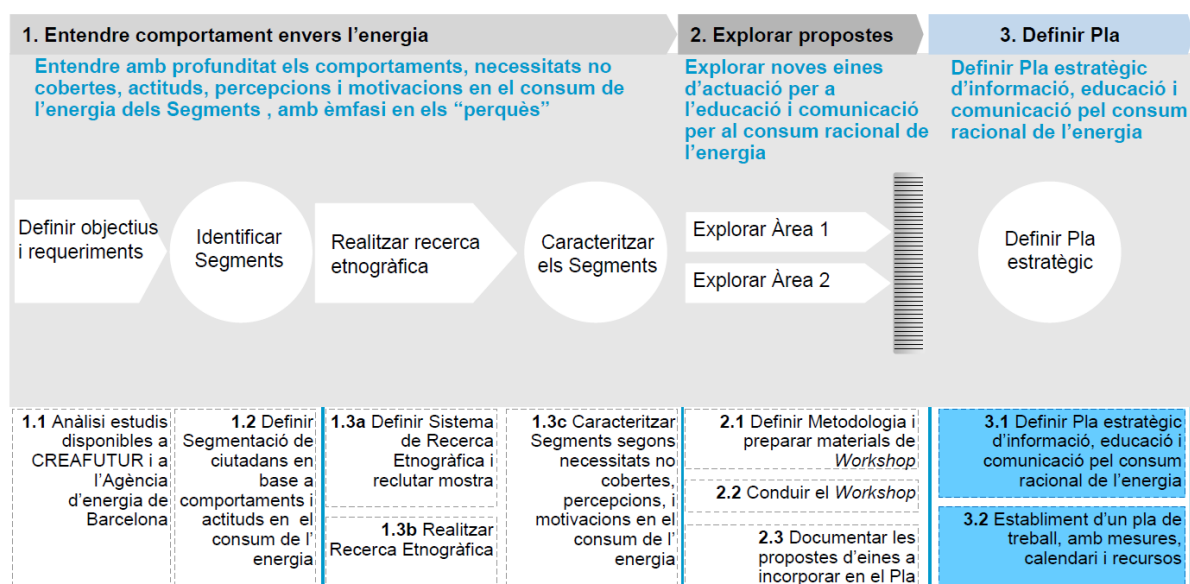 1. Entendre comportament envers l’energia
2. Explorar propostes
3. Definir Pla
Entendre amb profunditat els comportaments, necessitats no
cobertes, actituds, percepcions i motivacions en el consum de
l’energia dels Segments , amb èmfasi en els “perquès”
Explorar noves eines
d’actuació per a
l’educació i comunicació
per al consum racional de
l’energia
Definir Pla estratègic
d’informació, educació i
comunicació pel consum
racional de l’energia
Definir objectius
i requeriments
Identificar
Segments
Realitzar recerca
etnogràfica
Caracteritzar
els Segments
Explorar Àrea 1
Explorar Àrea 2
Definir Pla
estratègic
1.1 Anàlisi estudis
disponibles a
CREAFUTUR i a
l’Agència
d’energia de
Barcelona
1.2 Definir
Segmentació de
ciutadans en
base a
comportaments i
actituds en el
consum de l’
energia
1.3a Definir Sistema
de Recerca
Etnogràfica i
reclutar mostra
1.3b Realitzar
Recerca Etnogràfica
1.3c Caracteritzar
Segments segons
necessitats no
cobertes,
percepcions, i
motivacions en el
consum de l’
energia
2.1 Definir Metodologia i
preparar materials de
Workshop
2.2 Conduir el Workshop
2.3 Documentar les
propostes d’eines a
incorporar en el Pla
3.1 Definir Pla estratègic
d’informació, educació i
comunicació pel consum
racional de l’energia
3.2 Establiment d’un pla de
treball, amb mesures,
calendari i recursos